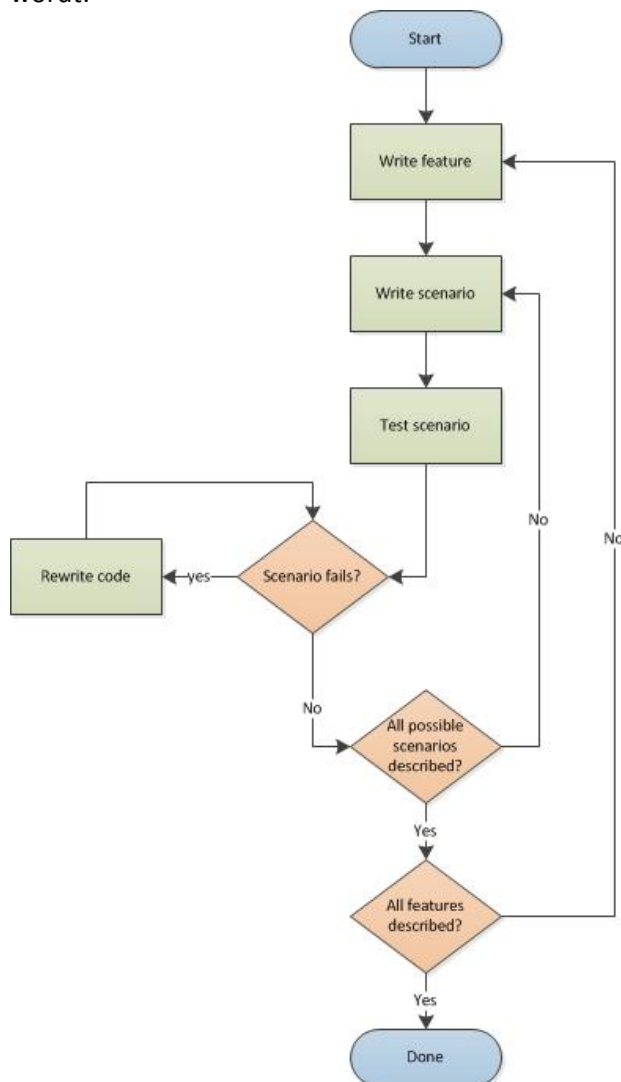 Start
Write feature
Write scenario
Test scenario
No
No
Rewrite code
yes
Scenario fails?
No
All possible
scenarios
described?
Yes
All features
described?
Yes
Done